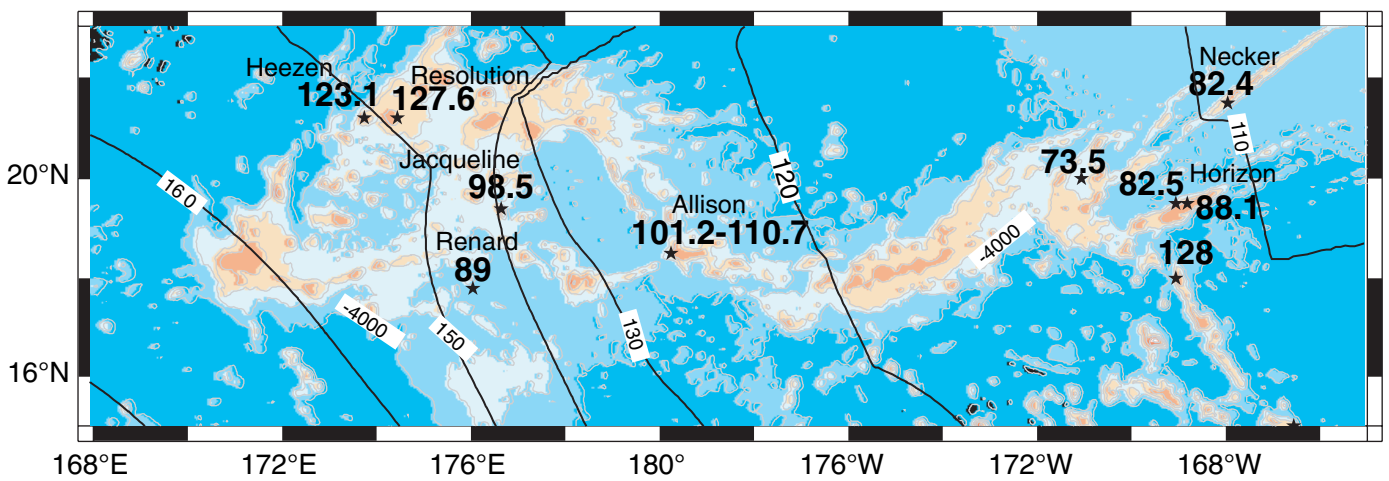 Necker
82.4
Heezen
Resolution
123.1
127.6
110
Jacqueline
98.5
73.5
82.5
Horizon
88.1
20°N
160
120
Allison
101.2-110.7
Renard
89
-4000
128
-4000
150
130
16°N
168°E
172°E
176°E
180°
176°W
172°W
168°W